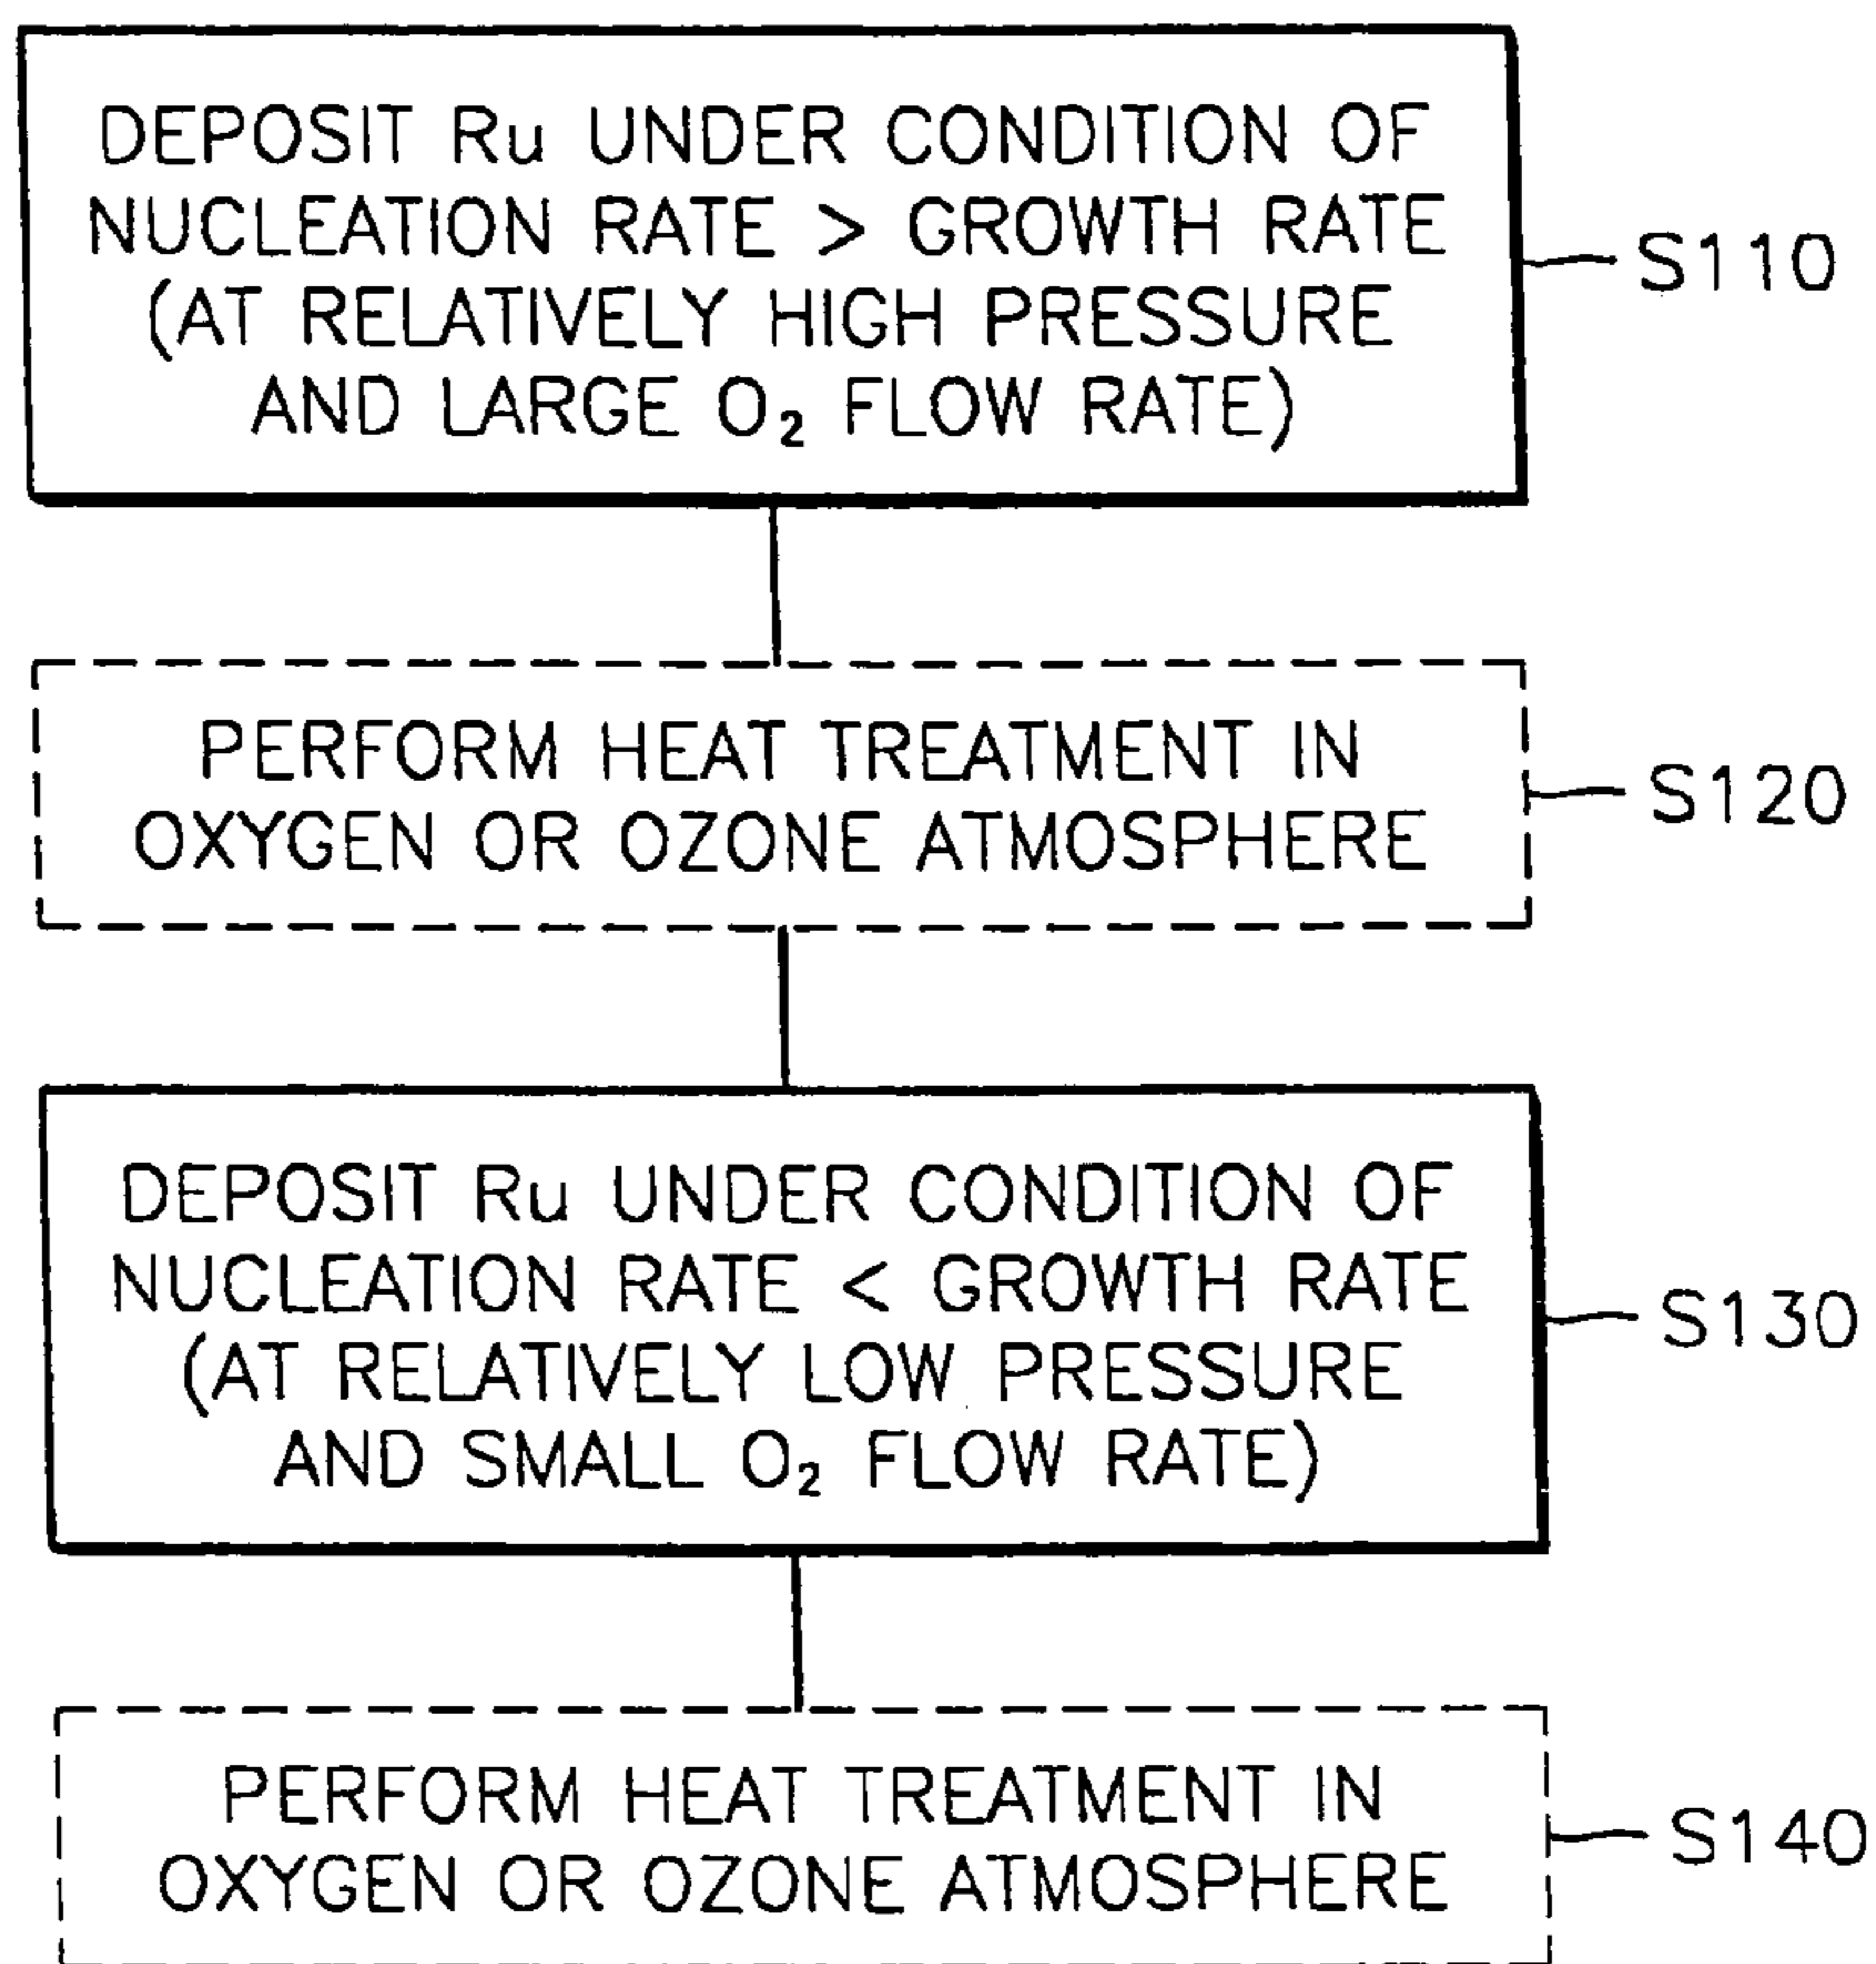 DEPOSIT Ru UNDER CONDITION OF
NUCLEATION RATE > GROWTH RATE
(AT RELATIVELY HIGH PRESSURE
AND LARGE O₂ FLOW RATE)
S110
PERFORM HEAT TREATMENT IN
OXYGEN OR OZONE ATMOSPHERE
S120
DEPOSIT Ru UNDER CONDITION OF
NUCLEATION RATE < GROWTH RATE
(AT RELATIVELY LOW PRESSURE
AND SMALL O₂ FLOW RATE)
S130
PERFORM HEAT TREATMENT IN
OXYGEN OR OZONE ATMOSPHERE
S140